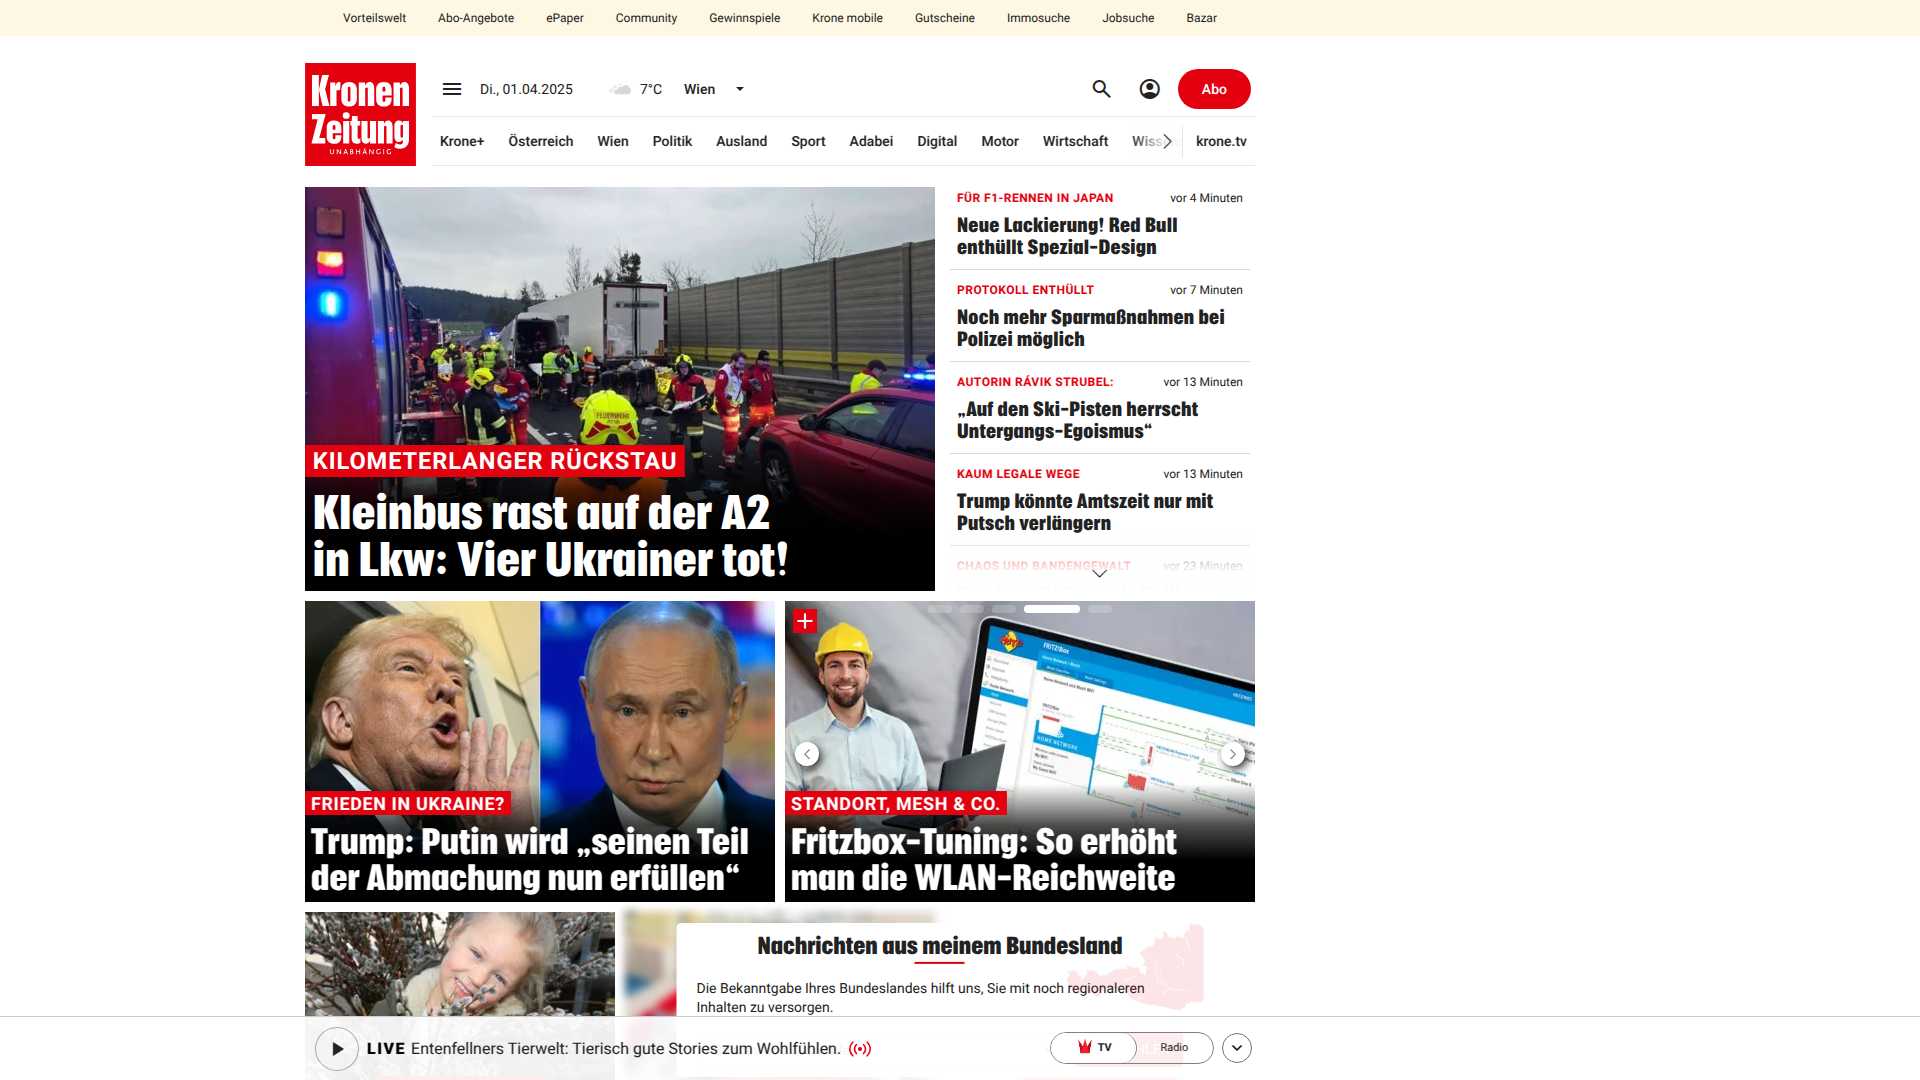 Vorteilswelt Abo-Angebote ePaper Community Gewinnspiele Krone mobile Gutscheine Immosuche Jobsuche Bazar
Kronen
Zeitung
UNABHÄNGIG
Di., 01.04.2025 7°C Wien Abo
Krone+ Österreich Wien Politik Ausland Sport Adabei Digital Motor Wirtschaft Wiss krone.tv
KILOMETERLANGER RÜCKSTAU
Kleinbus rast auf der A2
in Lkw: Vier Ukrainer tot!
FEUERWEHR
FÜR F1-RENNEN IN JAPAN vor 4 Minuten
Neue Lackierung! Red Bull
enthüllt Spezial-Design
PROTOKOLL ENTHÜLLT vor 7 Minuten
Noch mehr Sparmaßnahmen bei
Polizei möglich
AUTORIN RÁVIK STRUBEL: vor 13 Minuten
„Auf den Ski-Pisten herrscht
Untergangs-Egoismus“
KAUM LEGALE WEGE vor 13 Minuten
Trump könnte Amtszeit nur mit
Putsch verlängern
CHAOS UND BANDENGEWALT vor 23 Minuten
FRIEDEN IN UKRAINE?
Trump: Putin wird „seinen Teil
der Abmachung nun erfüllen“
FRITZ!Box
HOME NETWORK
STANDORT, MESH & CO.
Fritzbox-Tuning: So erhöht
man die WLAN-Reichweite
Nachrichten aus meinem Bundesland
Die Bekanntgabe Ihres Bundeslandes hilft uns, Sie mit noch regionaleren
Inhalten zu versorgen.
LIVE Entenfellners Tierwelt: Tierisch gute Stories zum Wohlfühlen. TV Radio